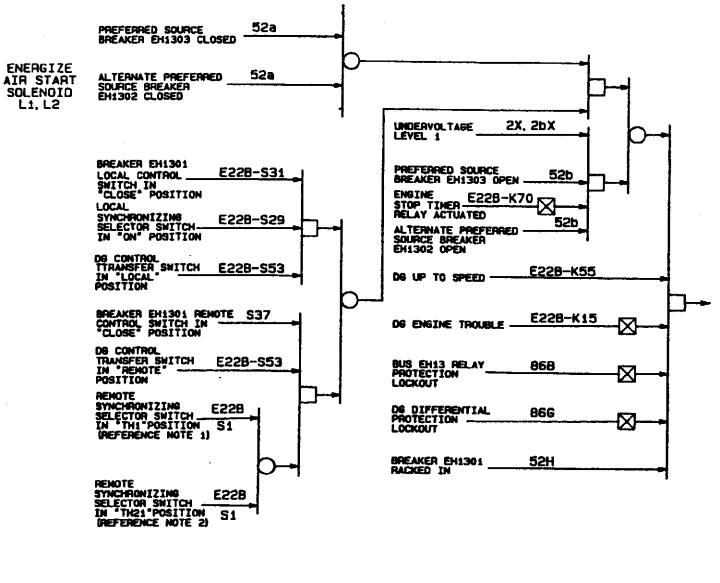 PREFERRED SOURCE
BREAKER EH1303 CLOSED
52a
ENERGIZE
AIR START
SOLENOID
L1, L2
ALTERNATE PREFERRED
SOURCE BREAKER
EH1302 CLOSED
52a
UNDERVOLTAGE
LEVEL 1
2X, 2bX
PREFERRED SOURCE
BREAKER EH1303 OPEN
52b
ENGINE
STOP TIMER
RELAY ACTUATED
E22B-K70
ALTERNATE PREFERRED
SOURCE BREAKER
EH1302 OPEN
52b
BREAKER EH1301
LOCAL CONTROL
SWITCH IN
"CLOSE" POSITION
E22B-S31
LOCAL
SYNCHRONIZING
SELECTOR SWITCH
IN "ON" POSITION
E22B-S29
DG CONTROL
TTRANSFER SWITCH
IN "LOCAL"
POSITION
E22B-S53
DG UP TO SPEED
E22B-K55
BREAKER EH1301 REMOTE
CONTROL SWITCH IN
"CLOSE" POSITION
S37
DG ENGINE TROUBLE
E22B-K15
DG CONTROL
TRANSFER SWITCH
IN "REMOTE"
POSITION
E22B-S53
BUS EH13 RELAY
PROTECTION
LOCKOUT
86B
REMOTE
SYNCHRONIZING
SELECTOR SWITCH
IN "TH1"POSITION
(REFERENCE NOTE 1)
E22B
S1
DG DIFFERENTIAL
PROTECTION
LOCKOUT
86G
BREAKER EH1301
RACKED IN
52H
REMOTE
SYNCHRONIZING
SELECTOR SWITCH
IN "TH21"POSITION
(REFERENCE NOTE 2)
E22B
S1